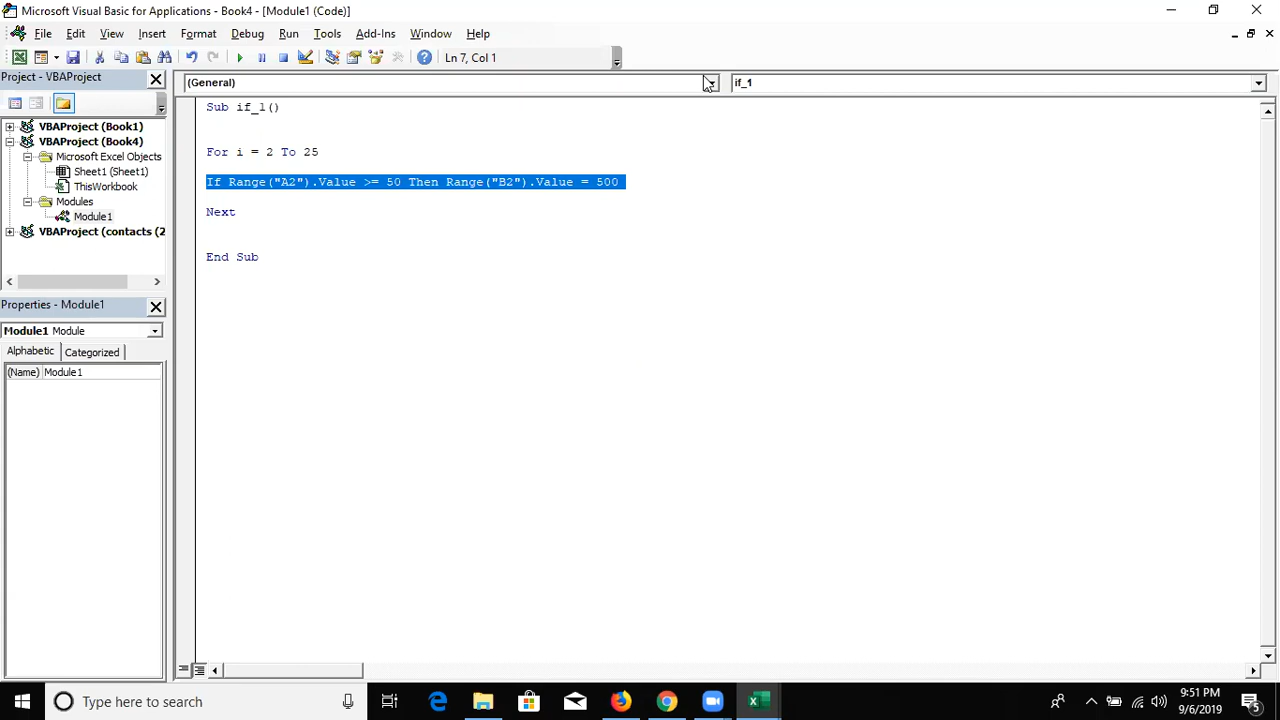 Microsoft Visual Basic for Applications - Book4 - [Module1 (Code)]
File Edit View Insert Format Debug Run Tools Add-Ins Window Help
Ln 7, Col 1
Project - VBAProject
(General)
if_1
VBAProject (Book1)
VBAProject (Book4)
Microsoft Excel Objects
Sheet1 (Sheet1)
ThisWorkbook
Modules
Module1
VBAProject (contacts (2
Sub if_1()
For i = 2 To 25
If Range("A2").Value >= 50 Then Range("B2").Value = 500
Next
End Sub
Properties - Module1
Module1 Module
Alphabetic Categorized
(Name) Module1
Type here to search
9:51 PM
9/6/2019
5